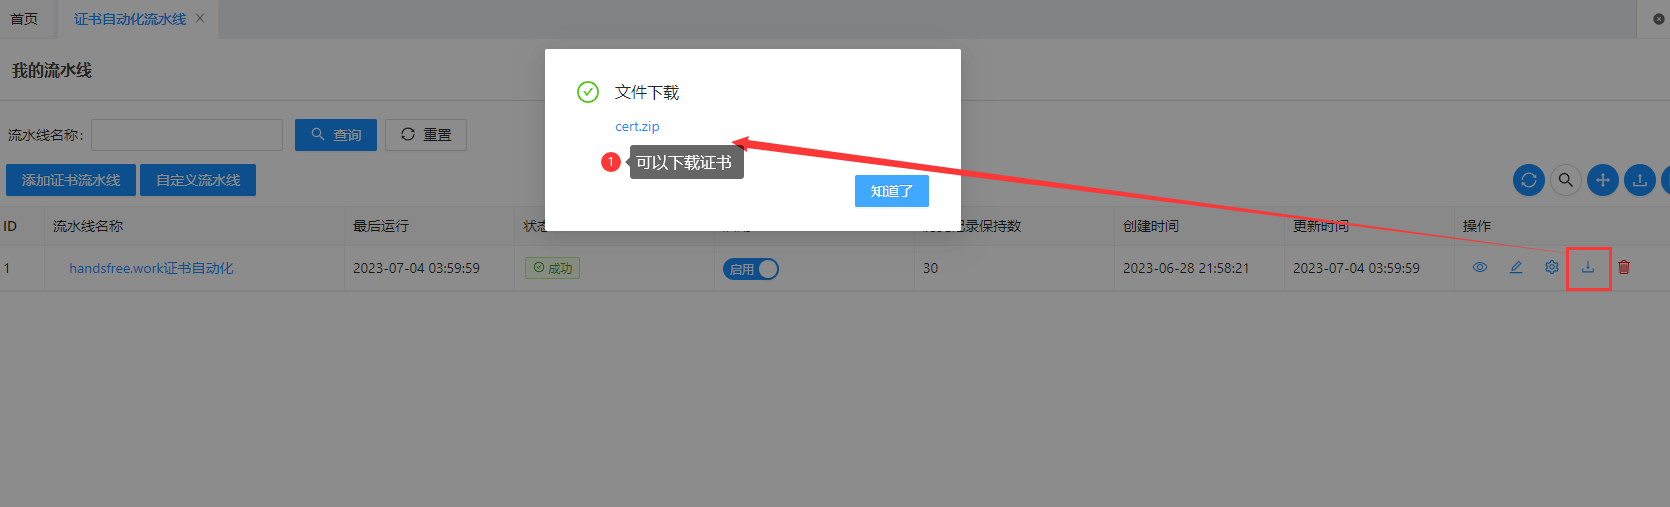 首页
证书自动化流水线
我的流水线
文件下载
cert.zip
流水线名称：
查询
重置
1
可以下载证书
添加证书流水线
自定义流水线
知道了
ID
流水线名称
最后运行
状态
记录保持数
创建时间
更新时间
操作
1
handsfree.work证书自动化
2023-07-04 03:59:59
成功
启用
30
2023-06-28 21:58:21
2023-07-04 03:59:59